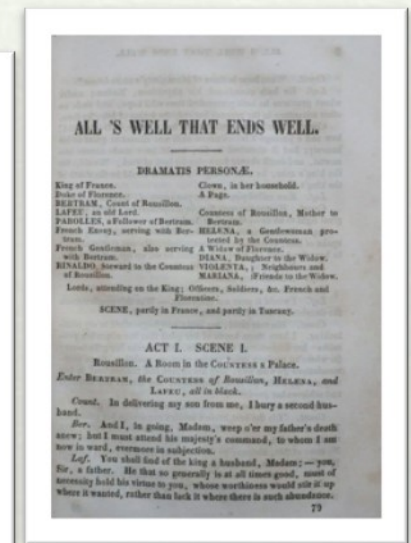 ALL 'S WELL THAT ENDS WELL.
DRAMATIS PERSONÆ.
King of France.
Duke of Florence.
BERTRAM, Count of Rousillon.
LAFEU, an old Lord.
PAROLLES, a Follower of Bertram.
French Envoy, serving with Ber-
tram.
French Gentleman, also serving
with Bertram.
RINALDO, Steward to the Countess
of Rousillon.
Clown, in her household.
A Page.
Countess of Rousillon, Mother to
Bertram.
HELENA, a Gentlewoman pro-
tected by the Countess.
A Widow of Florence.
DIANA, Daughter to the Widow.
VIOLENTA, Neighbours and
MARIANA, Friends to the Widow.
Lords, attending on the King; Officers, Soldiers, &c. French and
Florentine.
SCENE, partly in France, and partly in Tuscany.
ACT I. SCENE I.
Rousillon. A Room in the COUNTESS'S Palace.
Enter BERTRAM, the COUNTESS of Rousillon, HELENA, and
LAFEU, all in black.
Count. In delivering my son from me, I bury a second hus-
band.
Ber. And I, in going, Madam, weep o'er my father's death
anew; but I must attend his majesty's command, to whom I am
now in ward, evermore in subjection.
Laf. You shall find of the king a husband, Madam; — you,
Sir, a father. He that so generally is at all times good, must of
necessity hold his virtue to you, whose worthiness would stir it up
where it wanted, rather than lack it where there is such abundance.
79